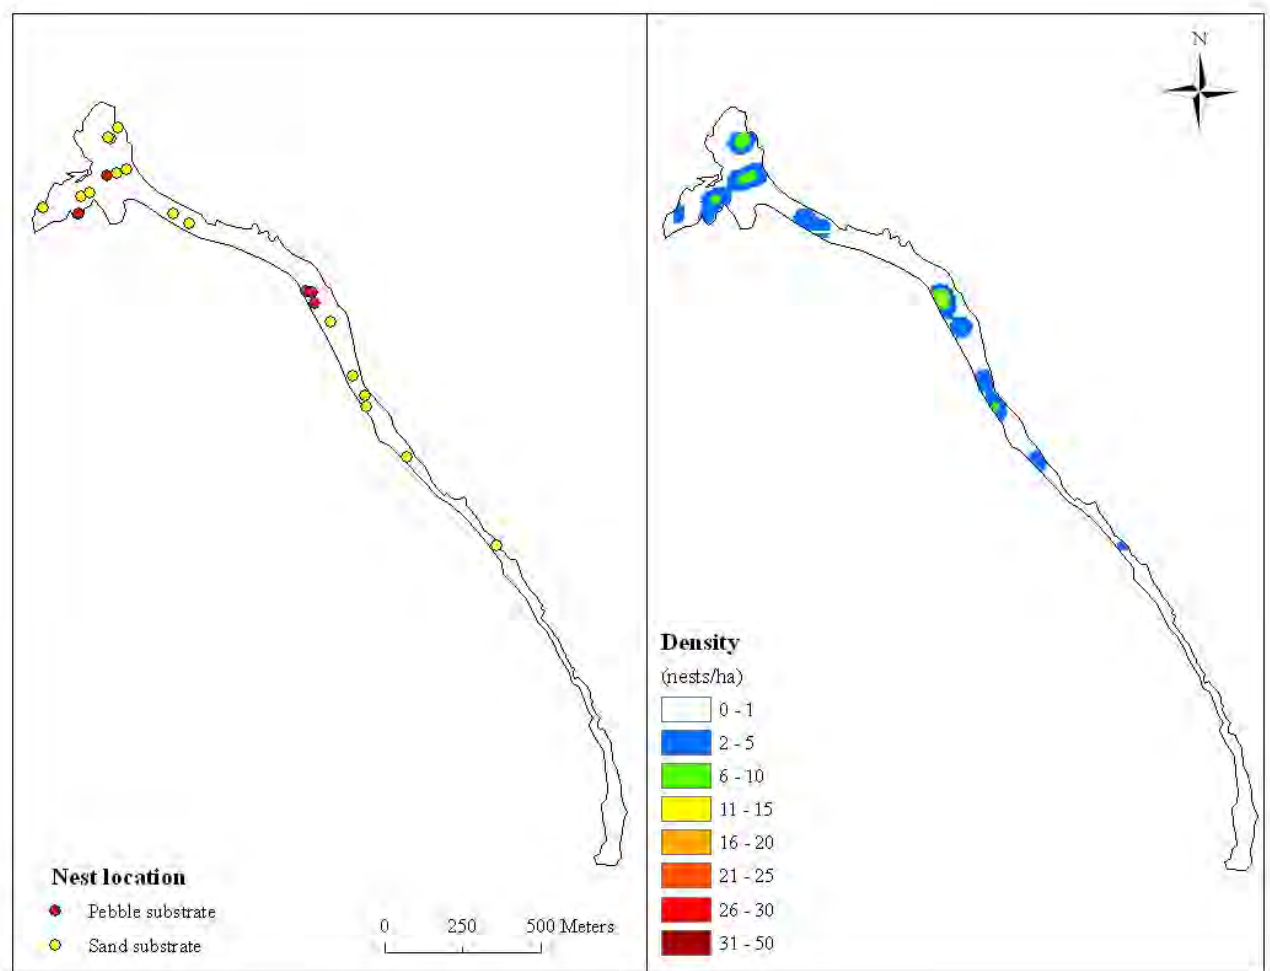 N
Density
(nests/ha)
0 - 1
2 - 5
6 - 10
11 - 15
16 - 20
21 - 25
26 - 30
31 - 50
Nest location
Pebble substrate
Sand substrate
0 250 500 Meters